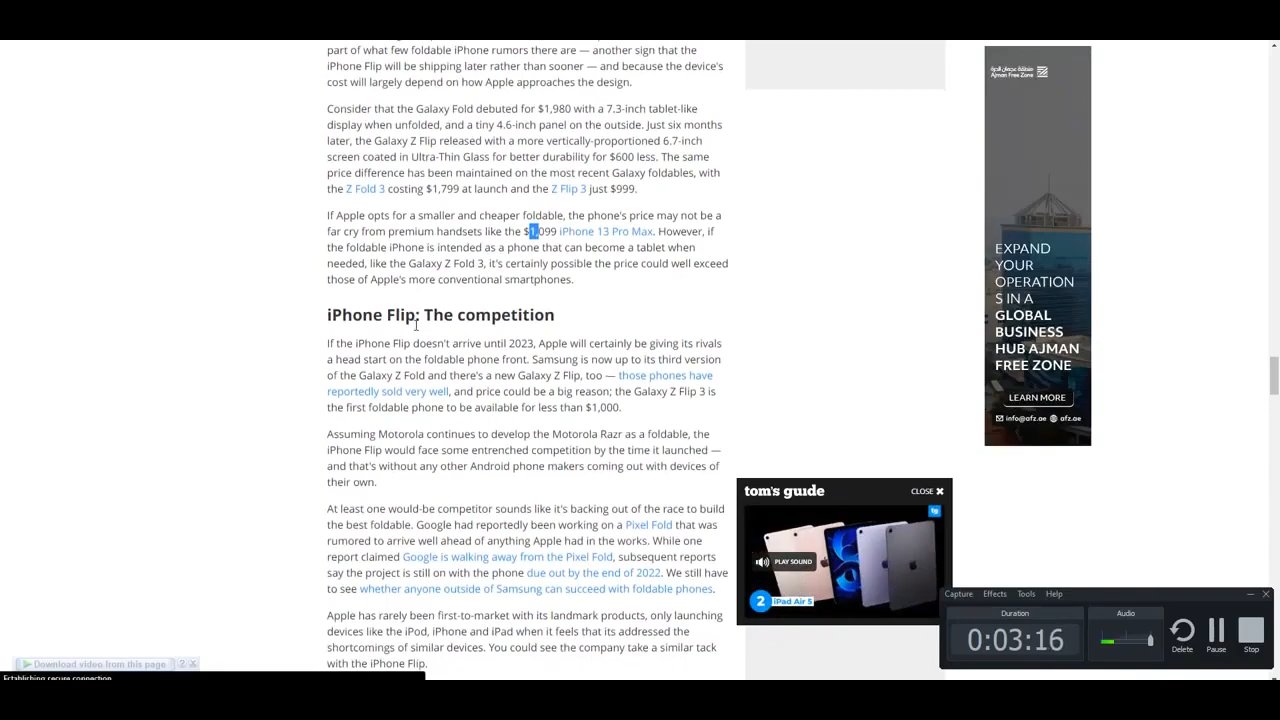 part of what few foldable iPhone rumors there are — another sign that the
iPhone Flip will be shipping later rather than sooner — and because the device's
cost will largely depend on how Apple approaches the design.
Consider that the Galaxy Fold debuted for $1,980 with a 7.3-inch tablet-like
display when unfolded, and a tiny 4.6-inch panel on the outside. Just six months
later, the Galaxy Z Flip released with a more vertically-proportioned 6.7-inch
screen coated in Ultra-Thin Glass for better durability for $600 less. The same
price difference has been maintained on the most recent Galaxy foldables, with
the Z Fold 3 costing $1,799 at launch and the Z Flip 3 just $999.
If Apple opts for a smaller and cheaper foldable, the phone's price may not be a
far cry from premium handsets like the $1,099 iPhone 13 Pro Max. However, if
the foldable iPhone is intended as a phone that can become a tablet when
needed, like the Galaxy Z Fold 3, it's certainly possible the price could well exceed
those of Apple's more conventional smartphones.
iPhone Flip: The competition
If the iPhone Flip doesn't arrive until 2023, Apple will certainly be giving its rivals
a head start on the foldable phone front. Samsung is now up to its third version
of the Galaxy Z Fold and there's a new Galaxy Z Flip, too — those phones have
reportedly sold very well, and price could be a big reason; the Galaxy Z Flip 3 is
the first foldable phone to be available for less than $1,000.
Assuming Motorola continues to develop the Motorola Razr as a foldable, the
iPhone Flip would face some entrenched competition by the time it launched —
and that's without any other Android phone makers coming out with devices of
their own.
At least one would-be competitor sounds like it's backing out of the race to build
the best foldable. Google had reportedly been working on a Pixel Fold that was
rumored to arrive well ahead of anything Apple had in the works. While one
report claimed Google is walking away from the Pixel Fold, subsequent reports
say the project is still on with the phone due out by the end of 2022. We still have
to see whether anyone outside of Samsung can succeed with foldable phones.
Apple has rarely been first-to-market with its landmark products, only launching
devices like the iPod, iPhone and iPad when it feels that its addressed the
shortcomings of similar devices. You could see the company take a similar tack
with the iPhone Flip.
Download video from this page ? X
Establishing secure connection
منطقة عجمان الحرة
Ajman Free Zone
EXPAND
YOUR
OPERATION
S IN A
GLOBAL
BUSINESS
HUB AJMAN
FREE ZONE
LEARN MORE
info@afz.ae afz.ae
tom's guide CLOSE ✖
tg
PLAY SOUND
2 iPad Air 5
Capture Effects Tools Help
Duration Audio
0:03:16
Delete Pause Stop